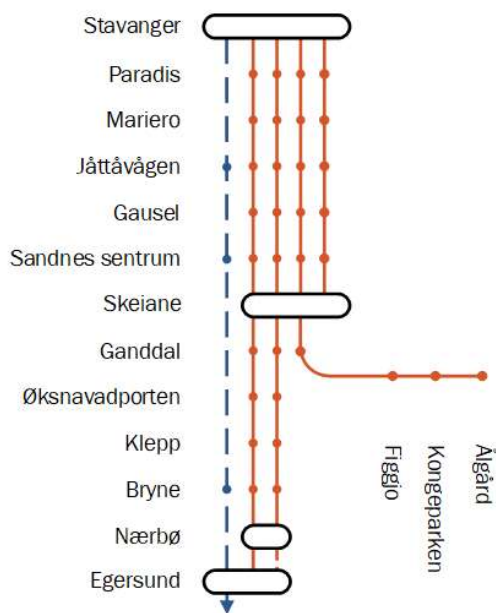 Stavanger
Paradis
Mariero
Jåttåvågen
Gausel
Sandnes sentrum
Skeiane
Ganddal
Øksnavadporten
Klepp
Bryne
Nærbø
Egersund
Figgjo
Kongeparken
Ålgård